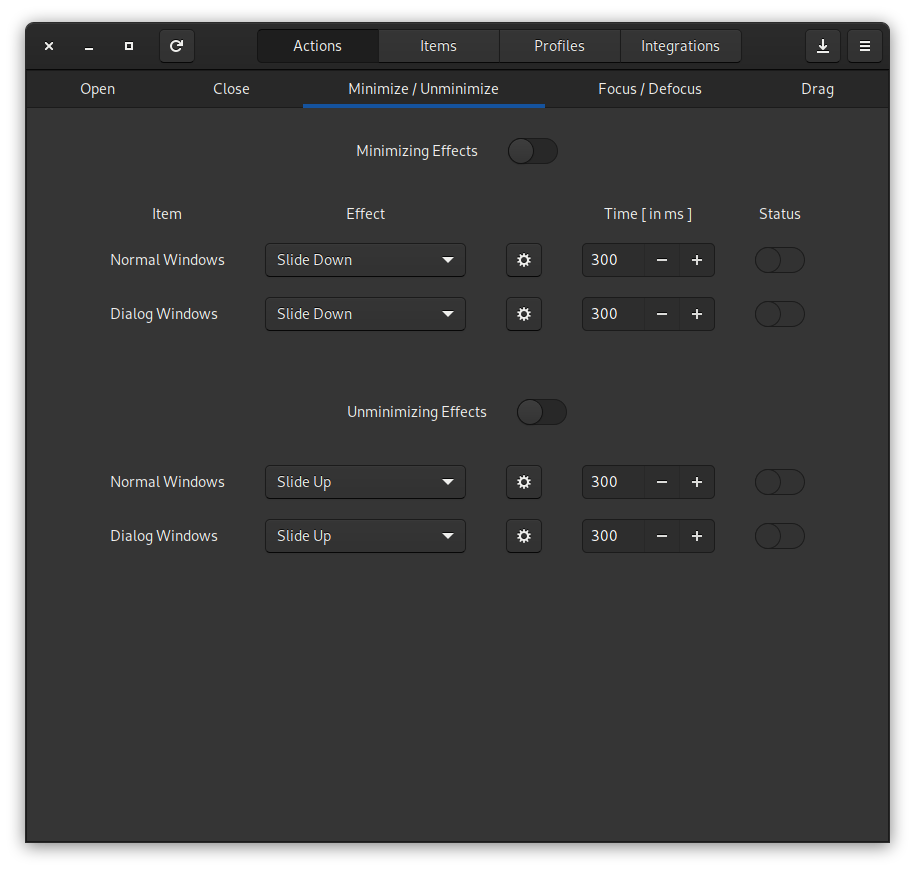 Actions Items Profiles Integrations
Open Close Minimize / Unminimize Focus / Defocus Drag
Minimizing Effects
Item Effect Time [ in ms ] Status
Normal Windows Slide Down 300
Dialog Windows Slide Down 300
Unminimizing Effects
Normal Windows Slide Up 300
Dialog Windows Slide Up 300